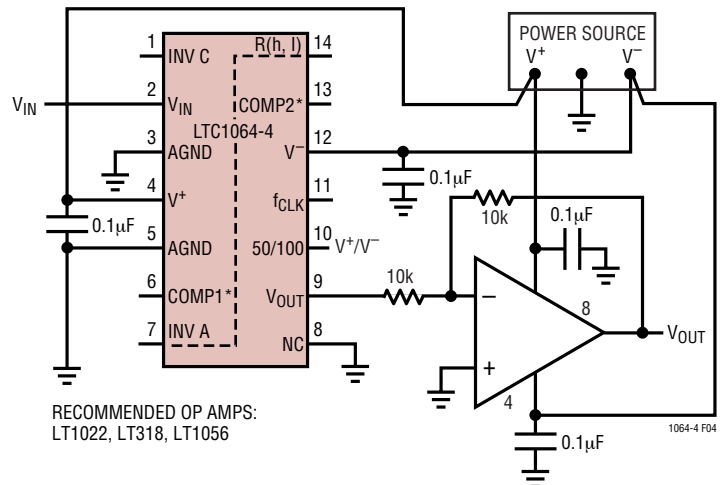 POWER SOURCE
V+ V–
1 INV C R(h, I) 14
VIN 2 VIN COMP2* 13
LTC1064-4
3 AGND V– 12
4 V+ fCLK 11
0.1µF
5 AGND 50/100 10 V+/V–
6 COMP1* VOUT 9
7 INV A NC 8
0.1µF
10k
0.1µF
10k
–
+
8
4
VOUT
0.1µF
RECOMMENDED OP AMPS:
LT1022, LT318, LT1056
1064-4 F04